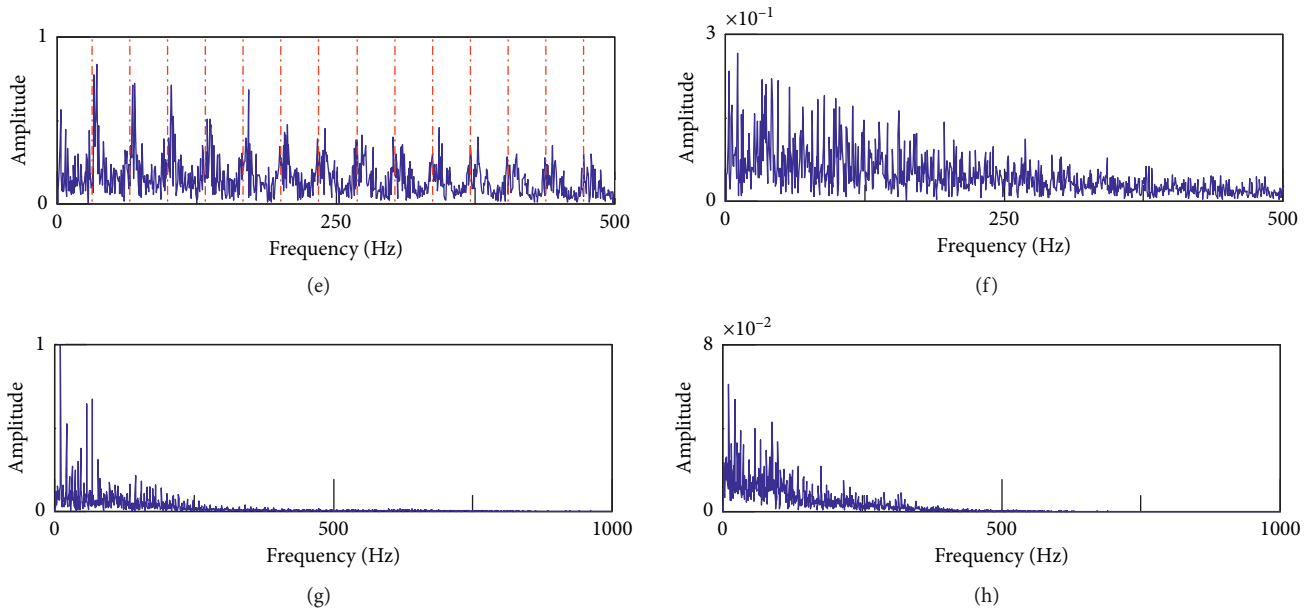 1
Amplitude
0
0
250
500
Frequency (Hz)
(e)
×10⁻¹
3
Amplitude
0
0
250
500
Frequency (Hz)
(f)
1
Amplitude
0
0
500
1000
Frequency (Hz)
(g)
×10⁻²
8
Amplitude
0
0
500
1000
Frequency (Hz)
(h)